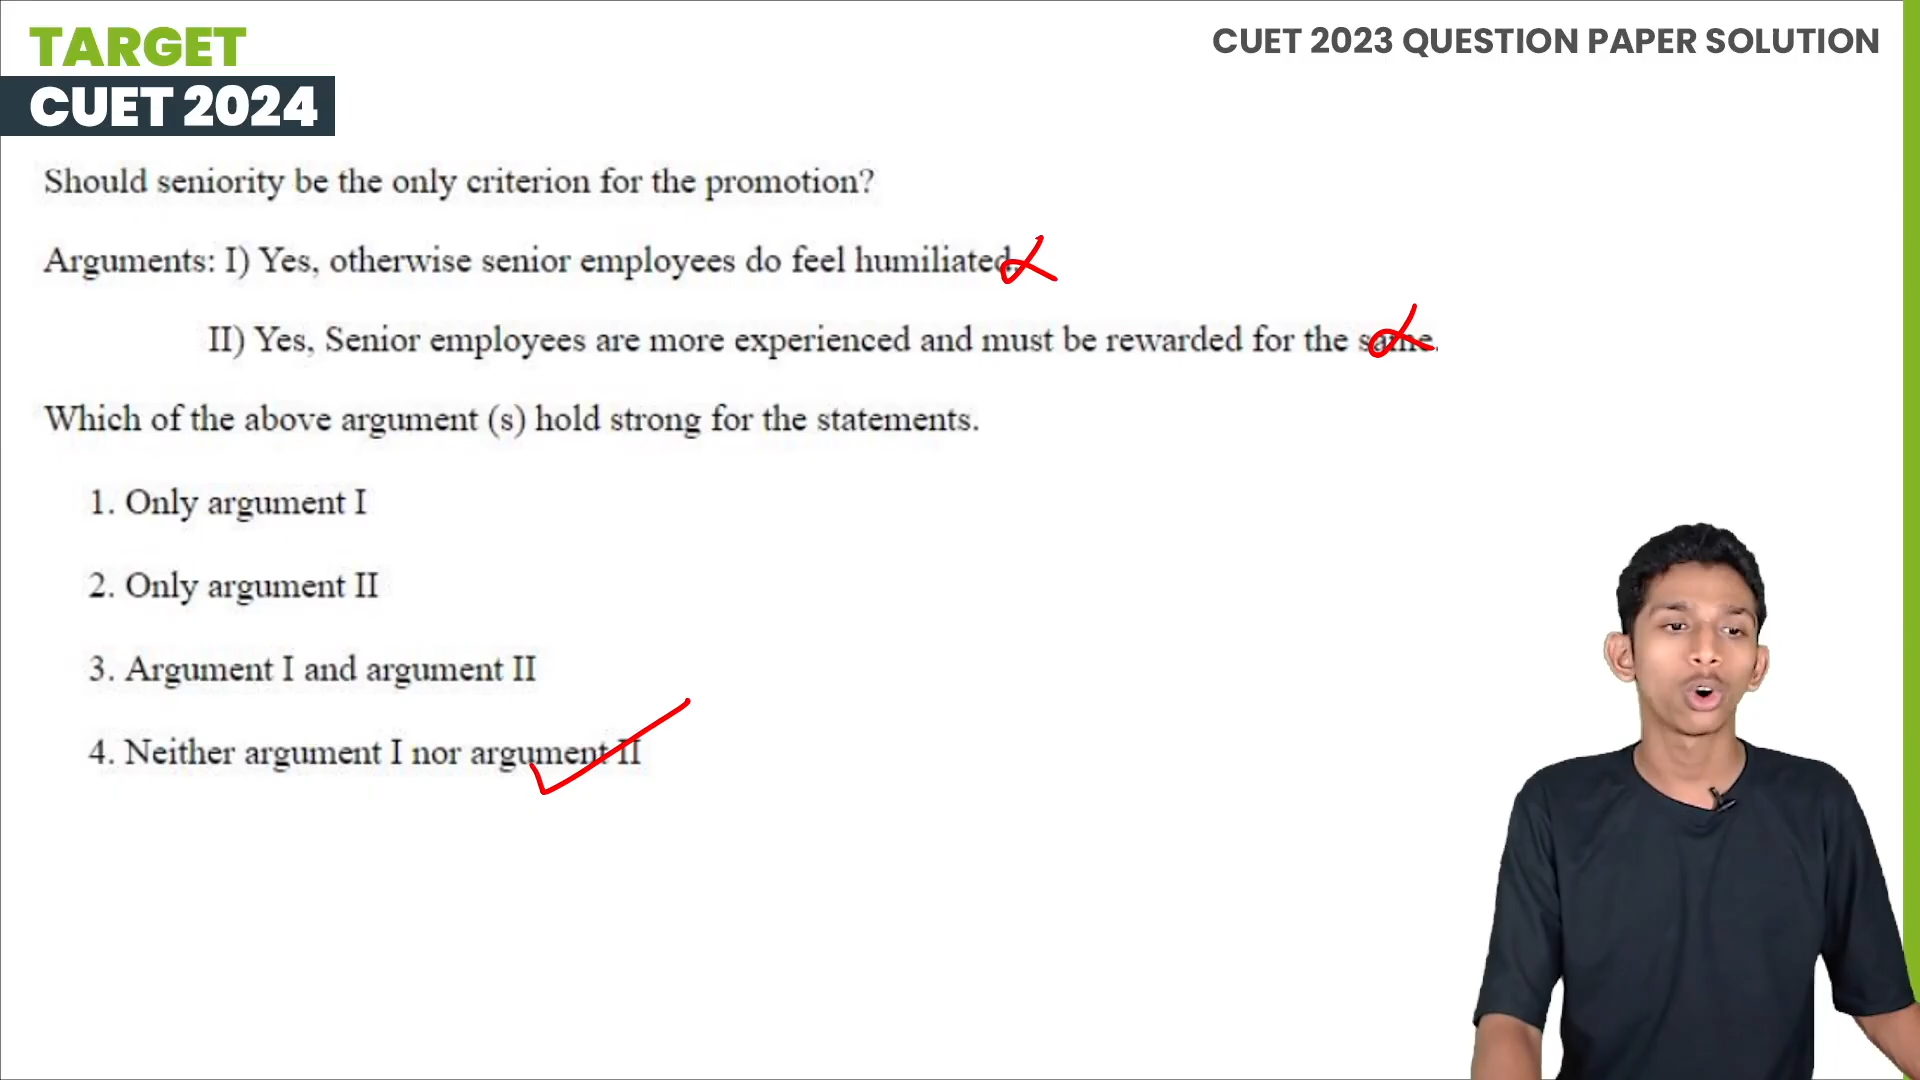 TARGET
CUET 2024
CUET 2023 QUESTION PAPER SOLUTION
Should seniority be the only criterion for the promotion?
Arguments: I) Yes, otherwise senior employees do feel humiliated.
II) Yes, Senior employees are more experienced and must be rewarded for the same.
Which of the above argument (s) hold strong for the statements.
1. Only argument I
2. Only argument II
3. Argument I and argument II
4. Neither argument I nor argument II